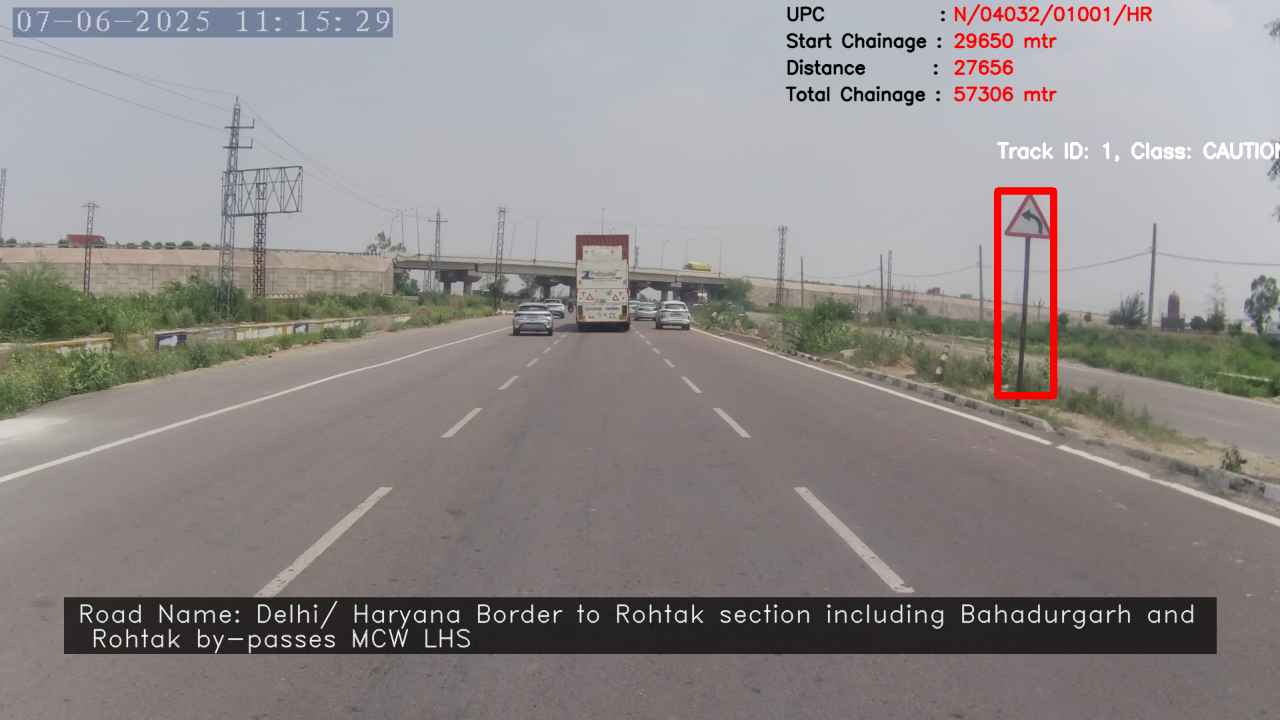 07-06-2025 11:15:29
UPC : N/04032/01001/HR
Start Chainage : 29650 mtr
Distance : 27656
Total Chainage : 57306 mtr
Track ID: 1, Class: CAUTION
Road Name: Delhi/ Haryana Border to Rohtak section including Bahadurgarh and
Rohtak by-passes MCW LHS